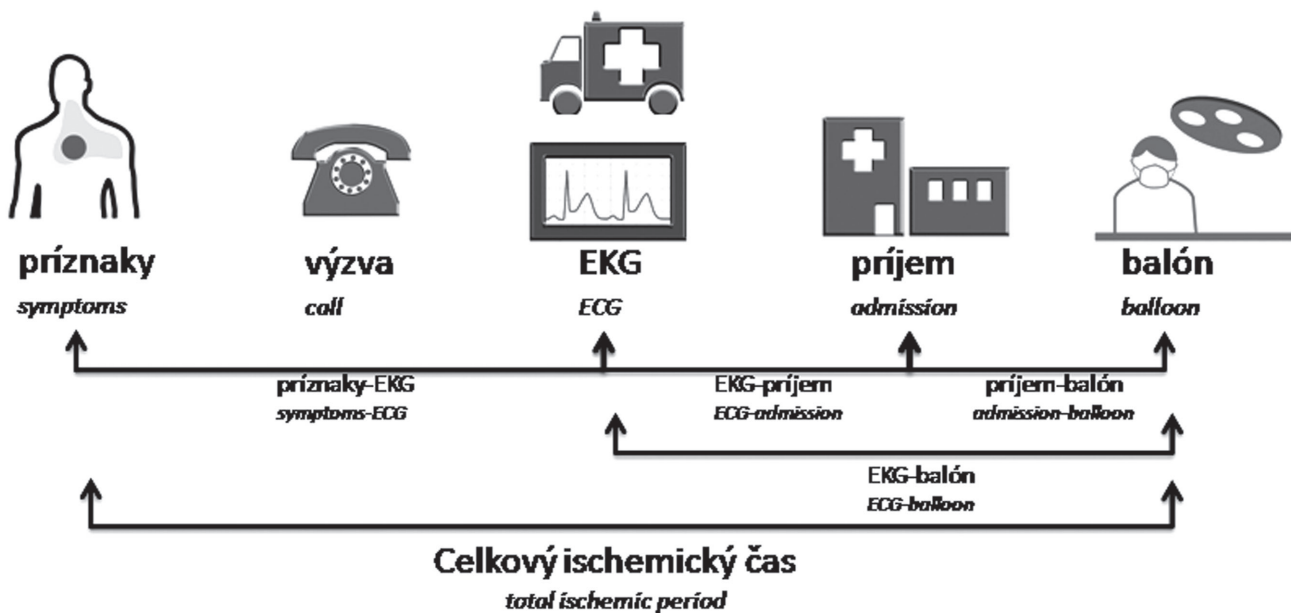 príznaky
symptoms
výzva
call
EKG
ECG
príjem
admission
balón
balloon
príznaky-EKG
symptoms-ECG
EKG-príjem
ECG-admission
príjem-balón
admission-balloon
EKG-balón
ECG-balloon
Celkový ischemický čas
total ischemic period